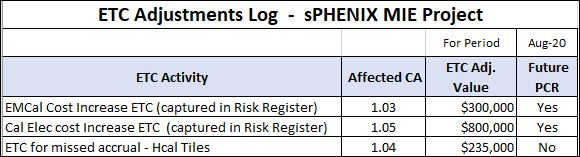 ETC Adjustments Log - sPHENIX MIE Project
For Period Aug-20
ETC Activity Affected CA ETC Adj. Value Future PCR
EMCal Cost Increase ETC (captured in Risk Register) 1.03 $300,000 Yes
Cal Elec cost Increase ETC (captured in Risk Register) 1.05 $800,000 Yes
ETC for missed accrual - Hcal Tiles 1.04 $235,000 No